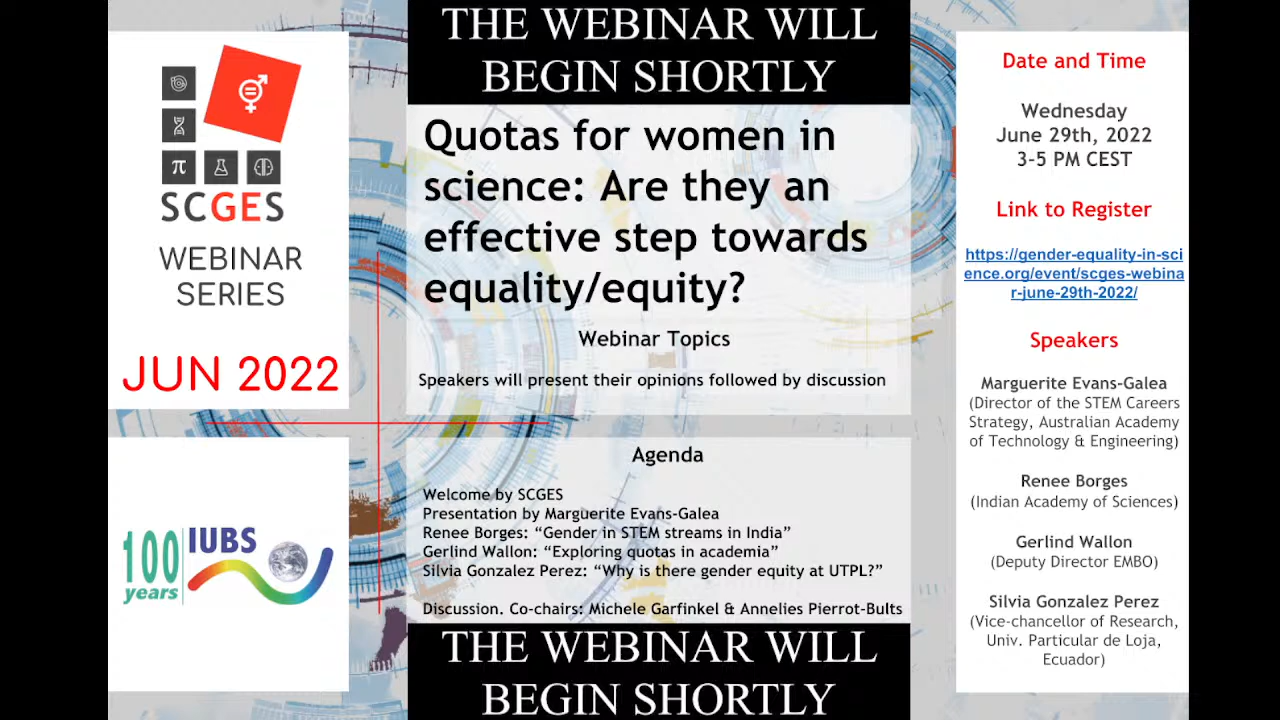 THE WEBINAR WILL
BEGIN SHORTLY
π
SCGES
WEBINAR
SERIES
JUN 2022
100
years
IUBS
Quotas for women in
science: Are they an
effective step towards
equality/equity?
Webinar Topics
Speakers will present their opinions followed by discussion
Agenda
Welcome by SCGES
Presentation by Marguerite Evans-Galea
Renee Borges: “Gender in STEM streams in India”
Gerlind Wallon: “Exploring quotas in academia”
Silvia Gonzalez Perez: “Why is there gender equity at UTPL?”
Discussion. Co-chairs: Michele Garfinkel & Annelies Pierrot-Bults
THE WEBINAR WILL
BEGIN SHORTLY
Date and Time
Wednesday
June 29th, 2022
3-5 PM CEST
Link to Register
https://gender-equality-in-sci
ence.org/event/scges-webina
r-june-29th-2022/
Speakers
Marguerite Evans-Galea
(Director of the STEM Careers
Strategy, Australian Academy
of Technology & Engineering)
Renee Borges
(Indian Academy of Sciences)
Gerlind Wallon
(Deputy Director EMBO)
Silvia Gonzalez Perez
(Vice-chancellor of Research,
Univ. Particular de Loja,
Ecuador)